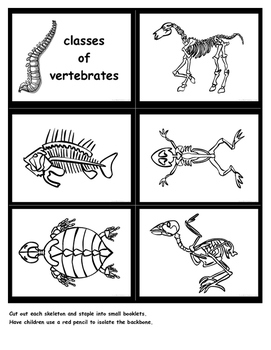 classes
of
vertebrates
Cut out each skeleton and staple into small booklets.
Have children use a red pencil to isolate the backbone.